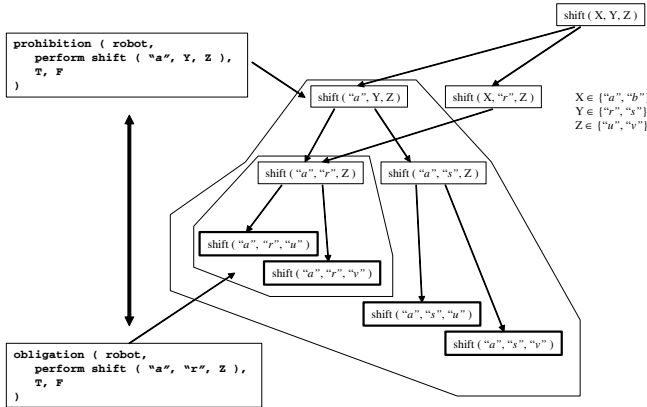 shift ( X, Y, Z )
prohibition ( robot,
perform shift ( “a”, Y, Z ),
T, F
)
shift ( “a”, Y, Z )
shift ( X, “r”, Z )
X ∈ {“a”, “b”
Y ∈ {“r”, “s”}
Z ∈ {“u”, “v”}
shift ( “a”, “r”, Z )
shift ( “a”, “s”, Z )
shift ( “a”, “r”, “u” )
shift ( “a”, “r”, “v” )
shift ( “a”, “s”, “u” )
shift ( “a”, “s”, “v” )
obligation ( robot,
perform shift ( “a”, “r”, Z ),
T, F
)